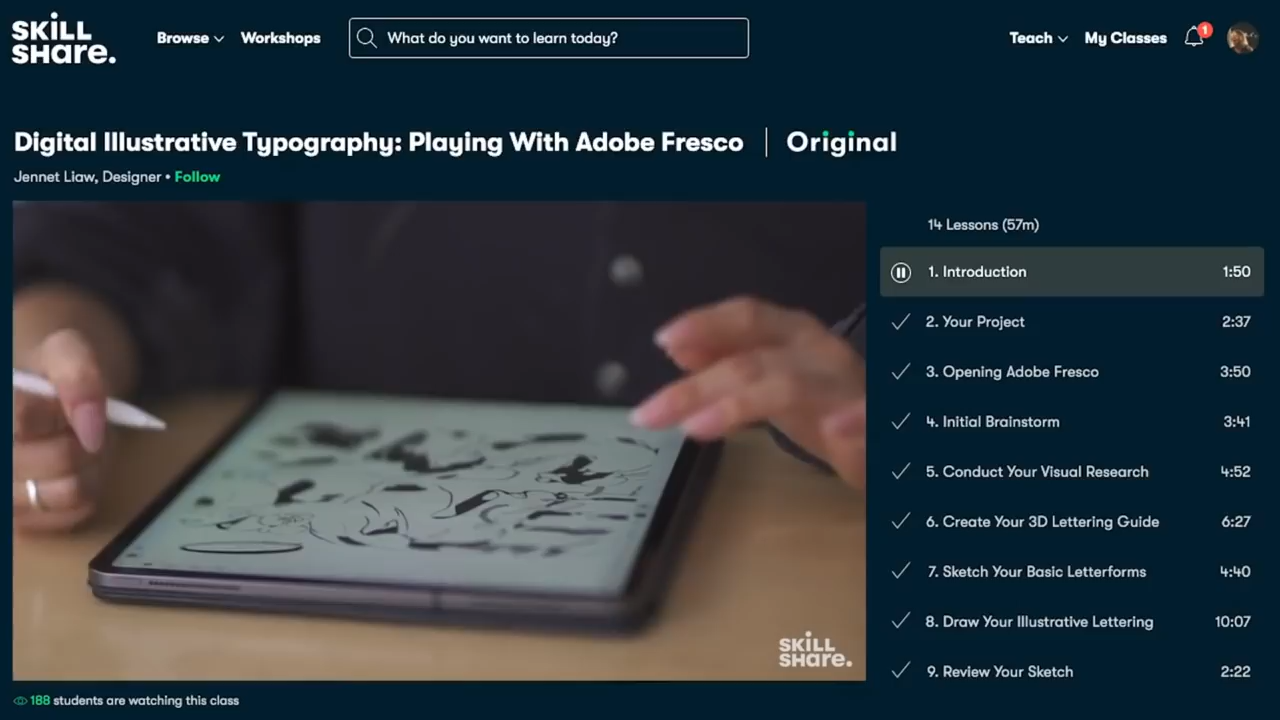 SKiLL
SHare.
Browse
Workshops
What do you want to learn today?
Teach
My Classes
1
Digital Illustrative Typography: Playing With Adobe Fresco | Original
Jennet Liaw, Designer • Follow
14 Lessons (57m)
1. Introduction 1:50
2. Your Project 2:37
3. Opening Adobe Fresco 3:50
4. Initial Brainstorm 3:41
5. Conduct Your Visual Research 4:52
6. Create Your 3D Lettering Guide 6:27
7. Sketch Your Basic Letterforms 4:40
8. Draw Your Illustrative Lettering 10:07
9. Review Your Sketch 2:22
SKiLL
SHare.
188 students are watching this class